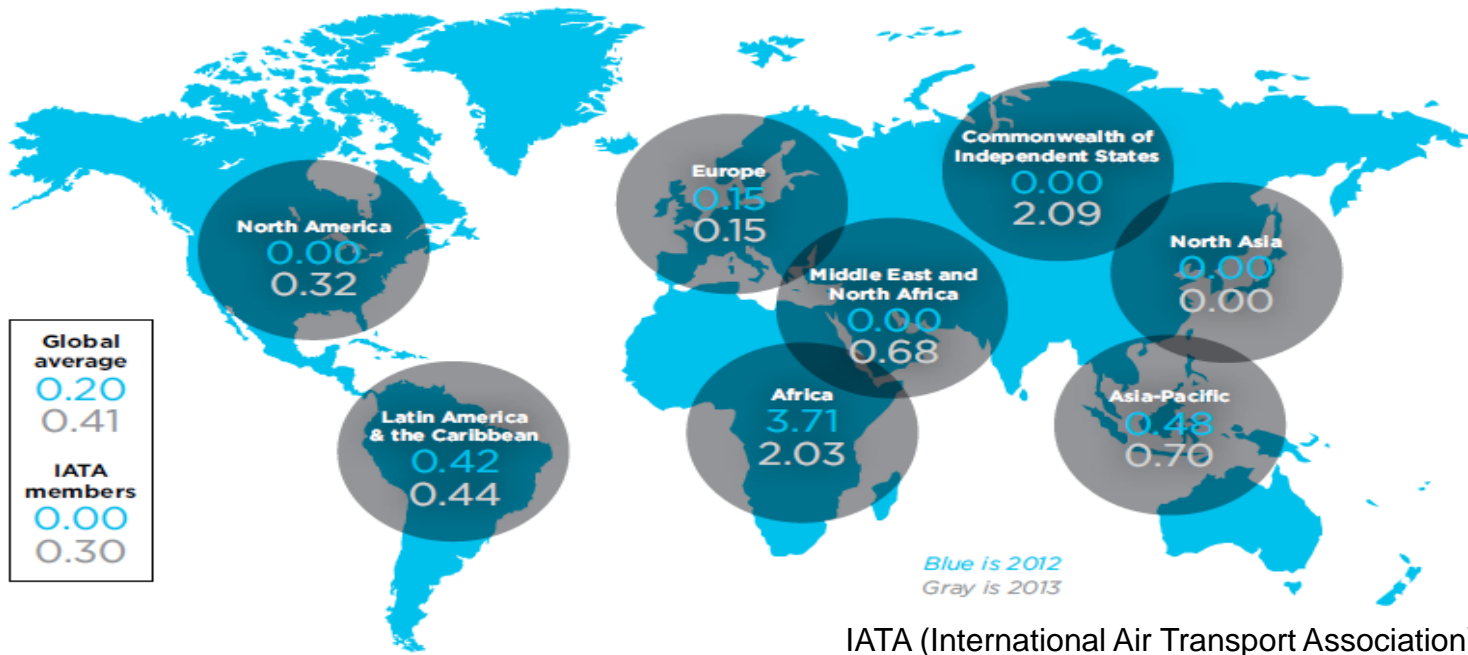 Commonwealth of
Independent States
0.00
2.09
Europe
0.15
0.15
North America
0.00
0.32
North Asia
0.00
0.00
Middle East and
North Africa
0.00
0.68
Global
average
0.20
0.41
IATA
members
0.00
0.30
Latin America
& the Caribbean
0.42
0.44
Africa
3.71
2.03
Asia-Pacific
0.48
0.70
Blue is 2012
Gray is 2013
IATA (International Air Transport Association)